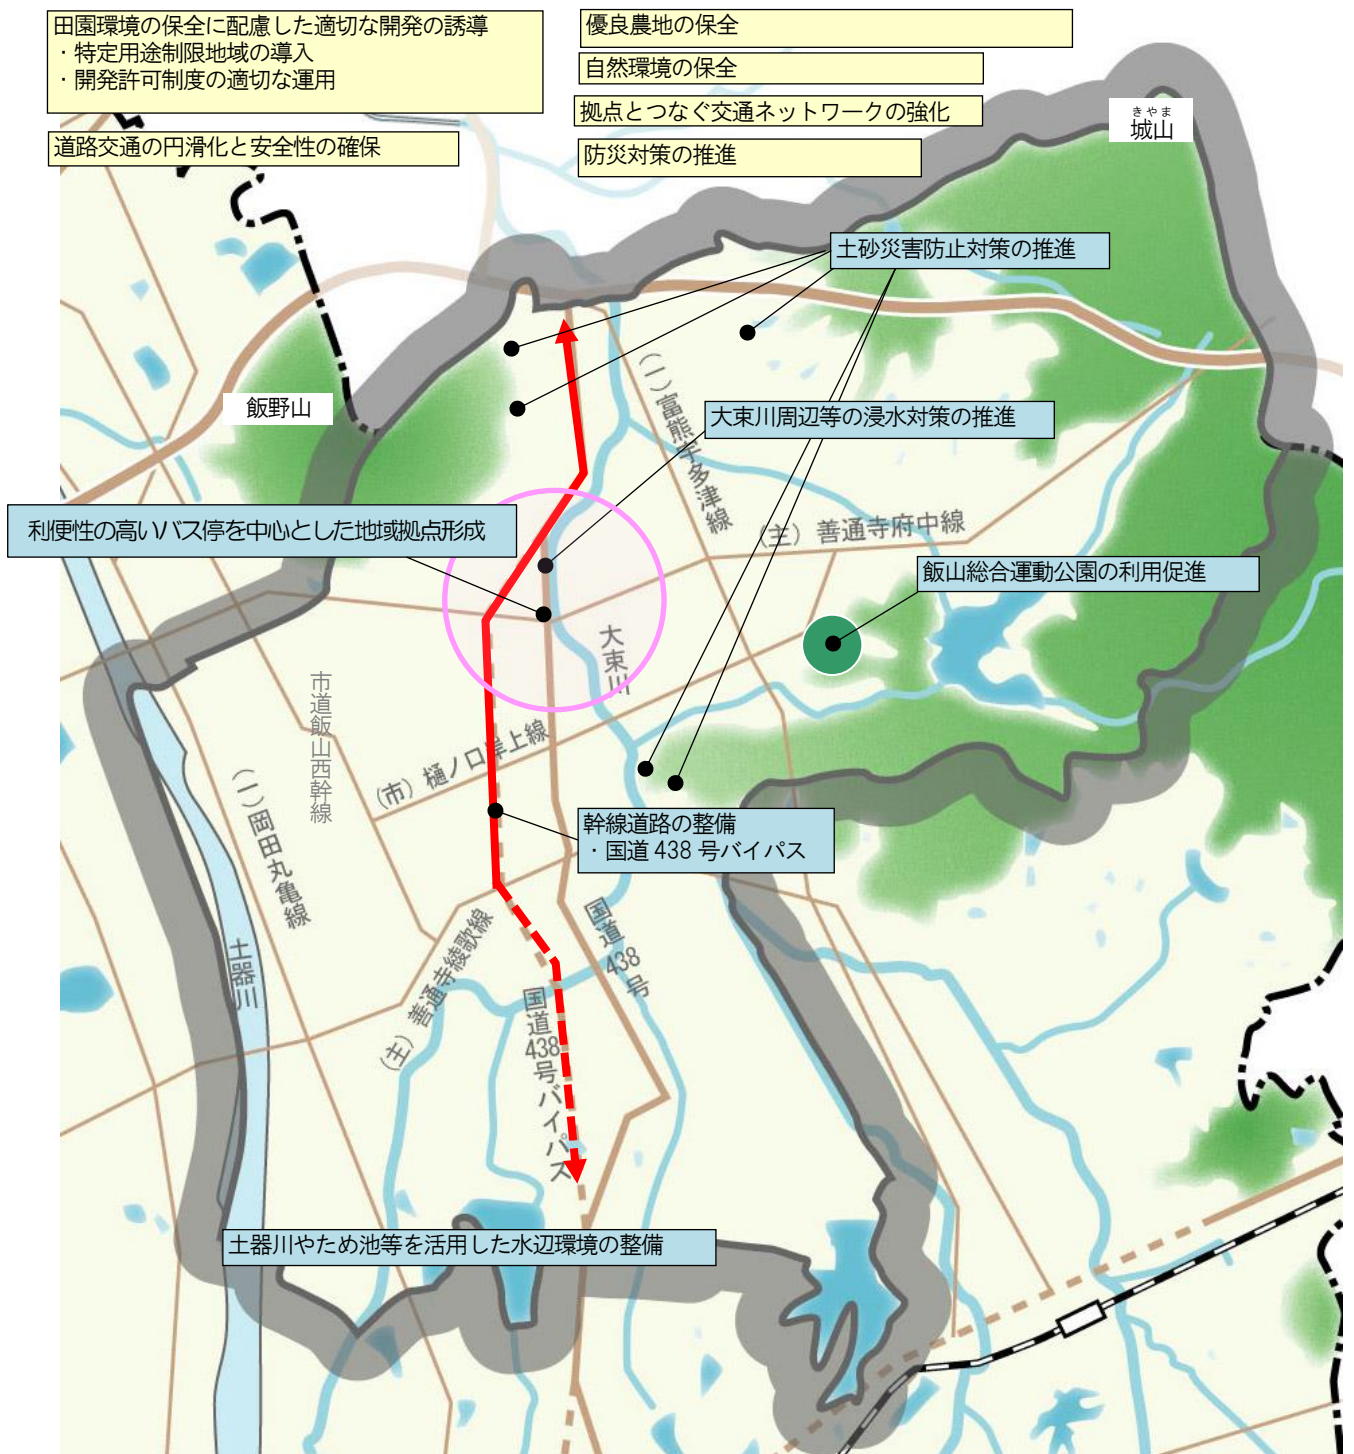 田園環境の保全に配慮した適切な開発の誘導
・特定用途制限地域の導入
・開発許可制度の適切な運用
道路交通の円滑化と安全性の確保
優良農地の保全
自然環境の保全
拠点とつなぐ交通ネットワークの強化
防災対策の推進
きやま
城山
土砂災害防止対策の推進
飯野山
(一)富熊宇多津線
大束川周辺等の浸水対策の推進
利便性の高いバス停を中心とした地域拠点形成
(主)善通寺府中線
飯山総合運動公園の利用促進
大束川
市道飯山西幹線
(市)樋ノ口岸上線
(一)岡田丸亀線
幹線道路の整備
・国道438号バイパス
国道438号
土器川
(主)善通寺綾歌線
国道438号バイパス
土器川やため池等を活用した水辺環境の整備